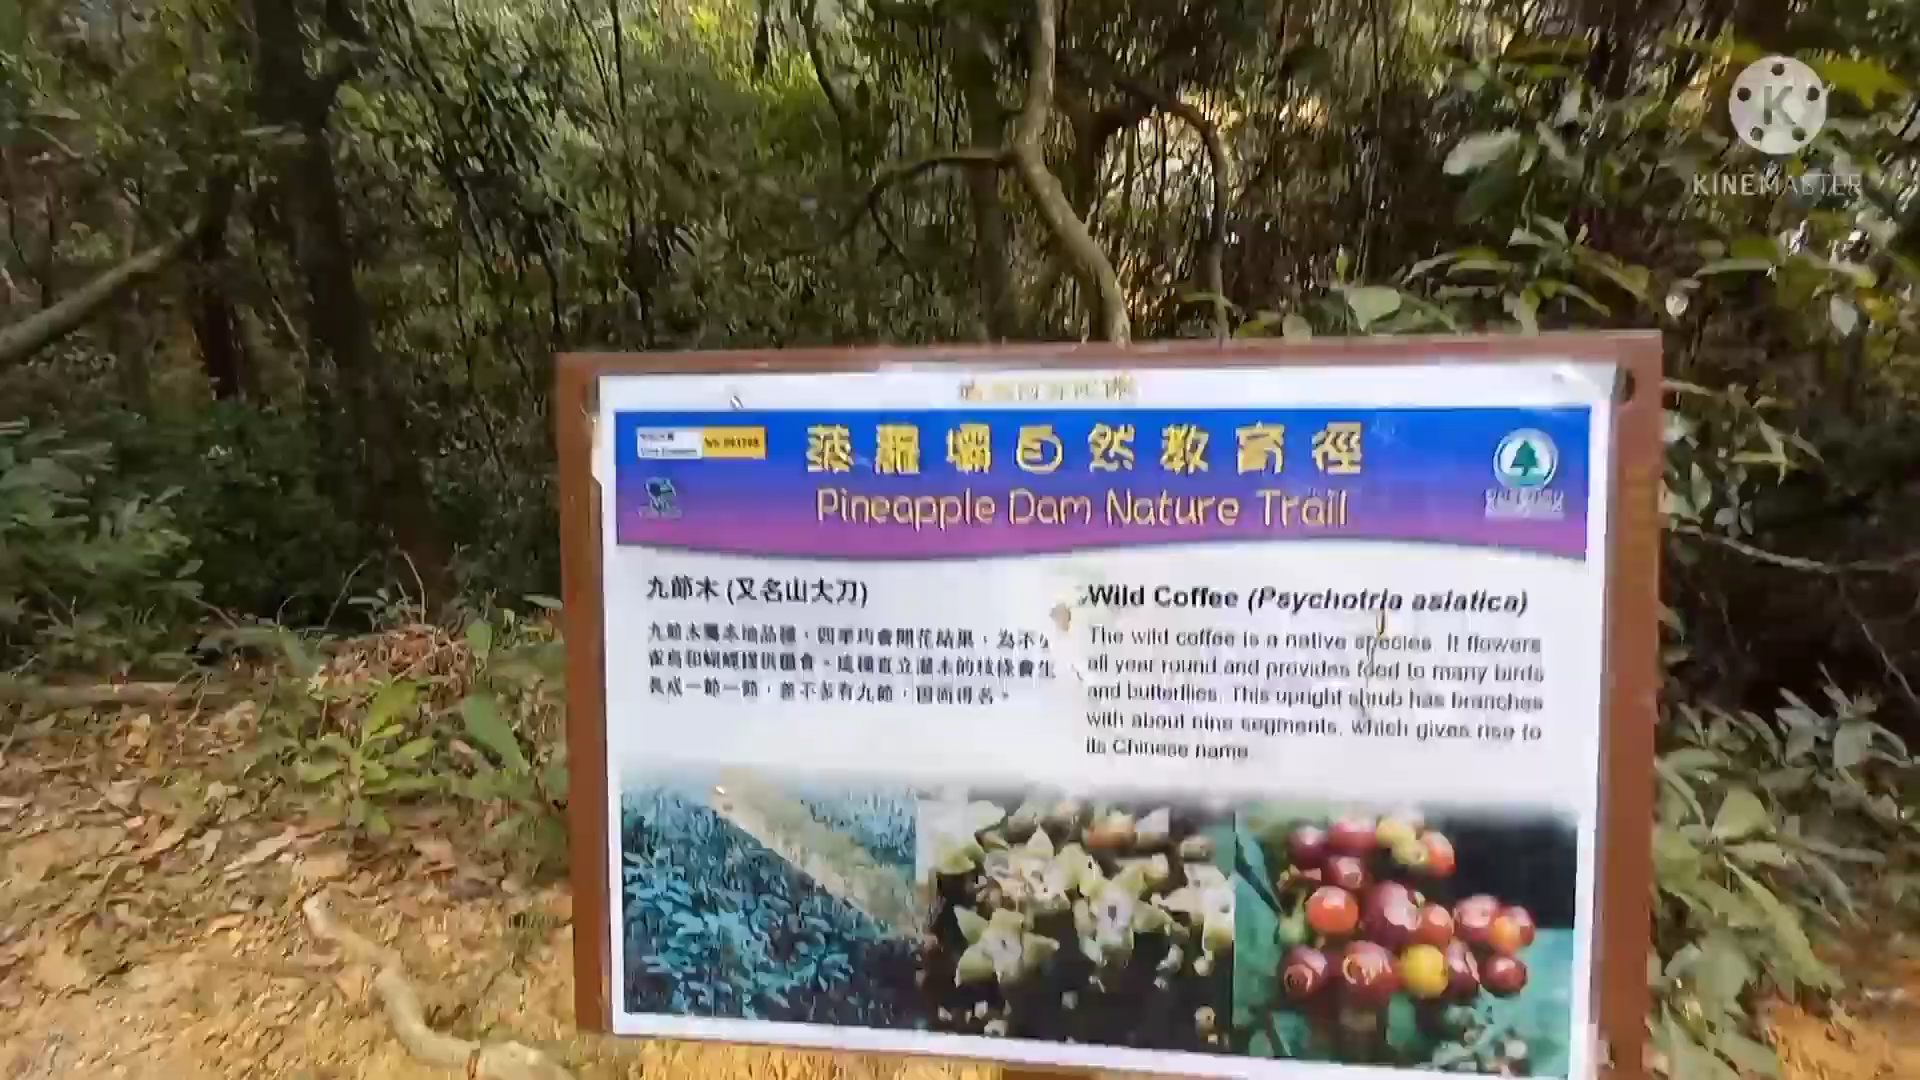 KINEMASTER
菠蘿壩自然教育徑
Pineapple Dam Nature Trail
九節木 (又名山大刀)
九節木屬本地品種，四季均會開花結果，為不少
雀鳥和蝴蝶提供糧食。這種直立灌木的枝條會生
長成一節一節，差不多有九節，因而得名。
Wild Coffee (Psychotria asiatica)
The wild coffee is a native species. It flowers
all year round and provides food to many birds
and butterflies. This upright shrub has branches
with about nine segments, which gives rise to
its Chinese name.